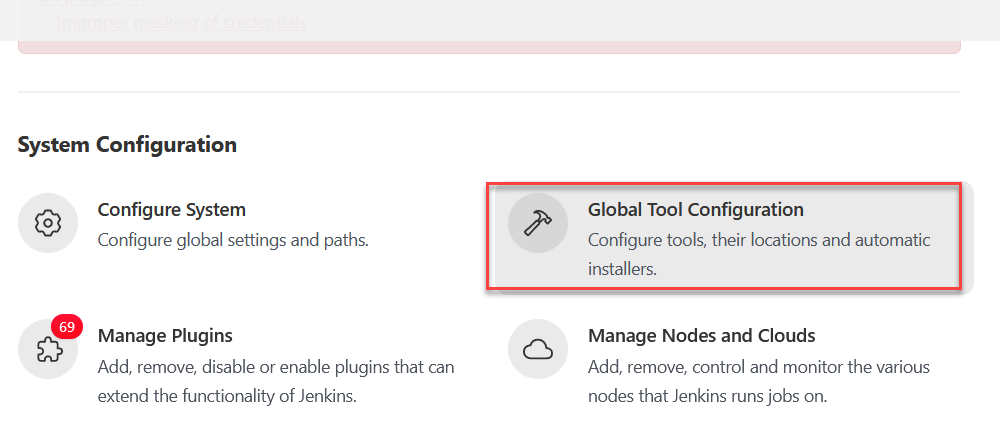 Improper masking of credentials
System Configuration
Configure System
Configure global settings and paths.
Global Tool Configuration
Configure tools, their locations and automatic
installers.
69
Manage Plugins
Add, remove, disable or enable plugins that can
extend the functionality of Jenkins.
Manage Nodes and Clouds
Add, remove, control and monitor the various
nodes that Jenkins runs jobs on.